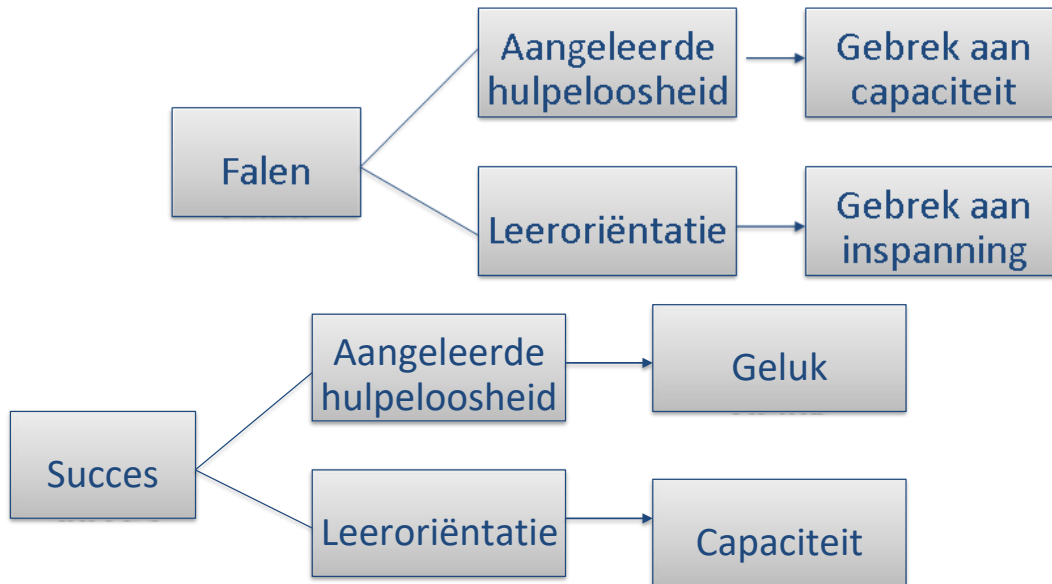 Falen
Aangeleerde
hulpeloosheid
Gebrek aan
capaciteit
Leeroriëntatie
Gebrek aan
inspanning
Succes
Aangeleerde
hulpeloosheid
Geluk
Leeroriëntatie
Capaciteit